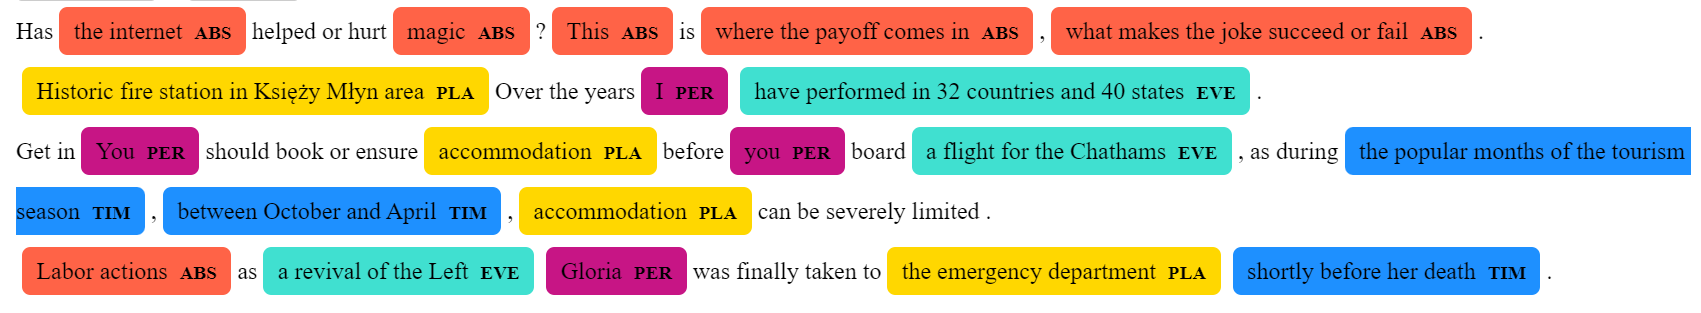 Has the internet ABS helped or hurt magic ABS ? This ABS is where the payoff comes in ABS , what makes the joke succeed or fail ABS .
Historic fire station in Księży Młyn area PLA Over the years I PER have performed in 32 countries and 40 states EVE .
Get in You PER should book or ensure accommodation PLA before you PER board a flight for the Chathams EVE , as during the popular months of the tourism
season TIM , between October and April TIM , accommodation PLA can be severely limited .
Labor actions ABS as a revival of the Left EVE Gloria PER was finally taken to the emergency department PLA shortly before her death TIM .